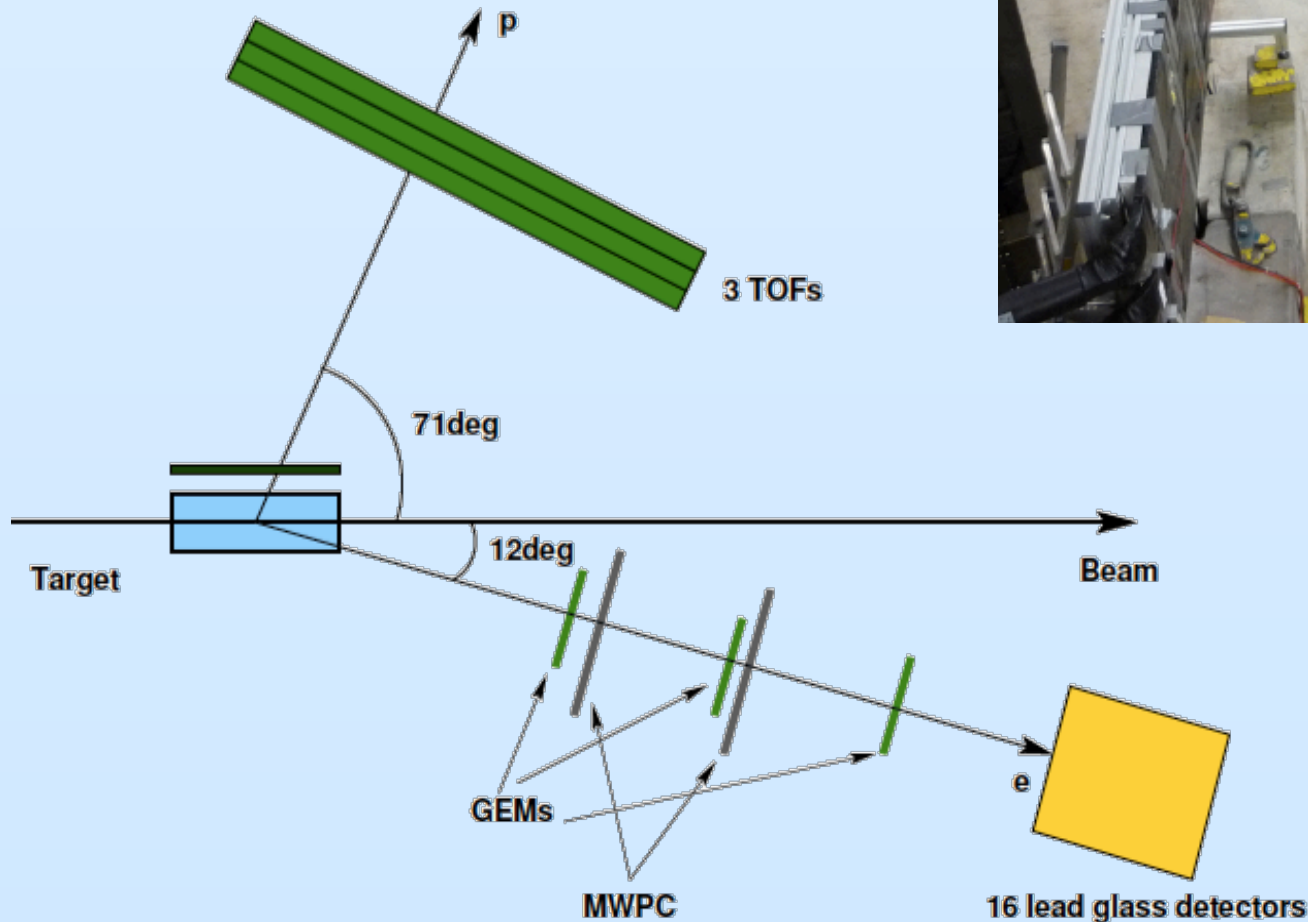 p
3 TOFs
71deg
12deg
Target
Beam
e
GEMs
MWPC
16 lead glass detectors